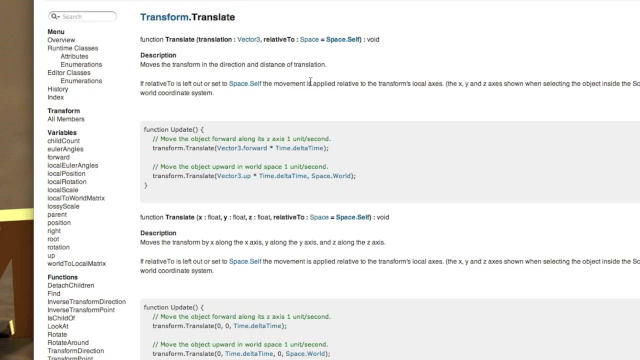 Search
Menu
Overview
Runtime Classes
Attributes
Enumerations
Editor Classes
Enumerations
History
Index
Transform
All Members
Variables
childCount
eulerAngles
forward
localEulerAngles
localPosition
localRotation
localScale
localToWorldMatrix
lossyScale
parent
position
right
root
rotation
up
worldToLocalMatrix
Functions
DetachChildren
Find
InverseTransformDirection
InverseTransformPoint
IsChildOf
LookAt
Rotate
RotateAround
TransformDirection
TransformPoint
Transform.Translate
function Translate (translation : Vector3, relativeTo : Space = Space.Self) : void
Description
Moves the transform in the direction and distance of translation.
If relativeTo is left out or set to Space.Self the movement is applied relative to the transform's local axes. (the x, y and z axes shown when selecting the object inside the Sc
world coordinate system.
function Update() {
// Move the object forward along its z axis 1 unit/second.
transform.Translate(Vector3.forward * Time.deltaTime);
// Move the object upward in world space 1 unit/second.
transform.Translate(Vector3.up * Time.deltaTime, Space.World);
}
function Translate (x : float, y : float, z : float, relativeTo : Space = Space.Self) : void
Description
Moves the transform by x along the x axis, y along the y axis, and z along the z axis.
If relativeTo is left out or set to Space.Self the movement is applied relative to the transform's local axes. (the x, y and z axes shown when selecting the object inside the Sc
world coordinate system.
function Update() {
// Move the object forward along its z axis 1 unit/second.
transform.Translate(0, 0, Time.deltaTime);
// Move the object upward in world space 1 unit/second.
transform.Translate(0, Time.deltaTime, 0, Space.World);